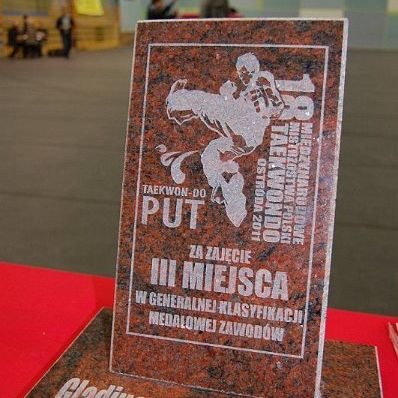 18
MIĘDZYNARODOWE
MISTRZOSTWA POLSKI
TAEKWONDO
OSTRÓDA 2011
TAEKWON-DO
PUT
ZA ZAJĘCIE
III MIEJSCA
W GENERALNEJ KLASYFIKACJI
MEDALOWEJ ZAWODÓW